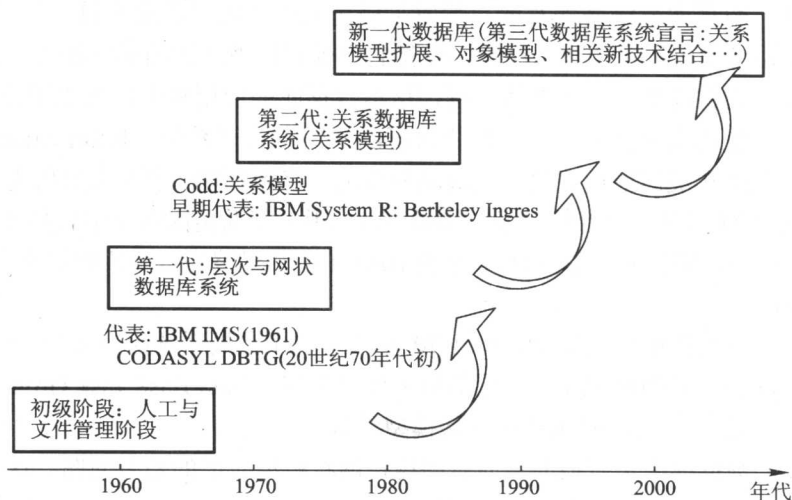 新一代数据库(第三代数据库系统宣言:关系
模型扩展、对象模型、相关新技术结合···)
第二代:关系数据库
系统(关系模型)
Codd:关系模型
早期代表: IBM System R: Berkeley Ingres
第一代:层次与网状
数据库系统
代表: IBM IMS(1961)
CODASYL DBTG(20世纪70年代初)
初级阶段：人工与
文件管理阶段
1960
1970
1980
1990
2000
年代